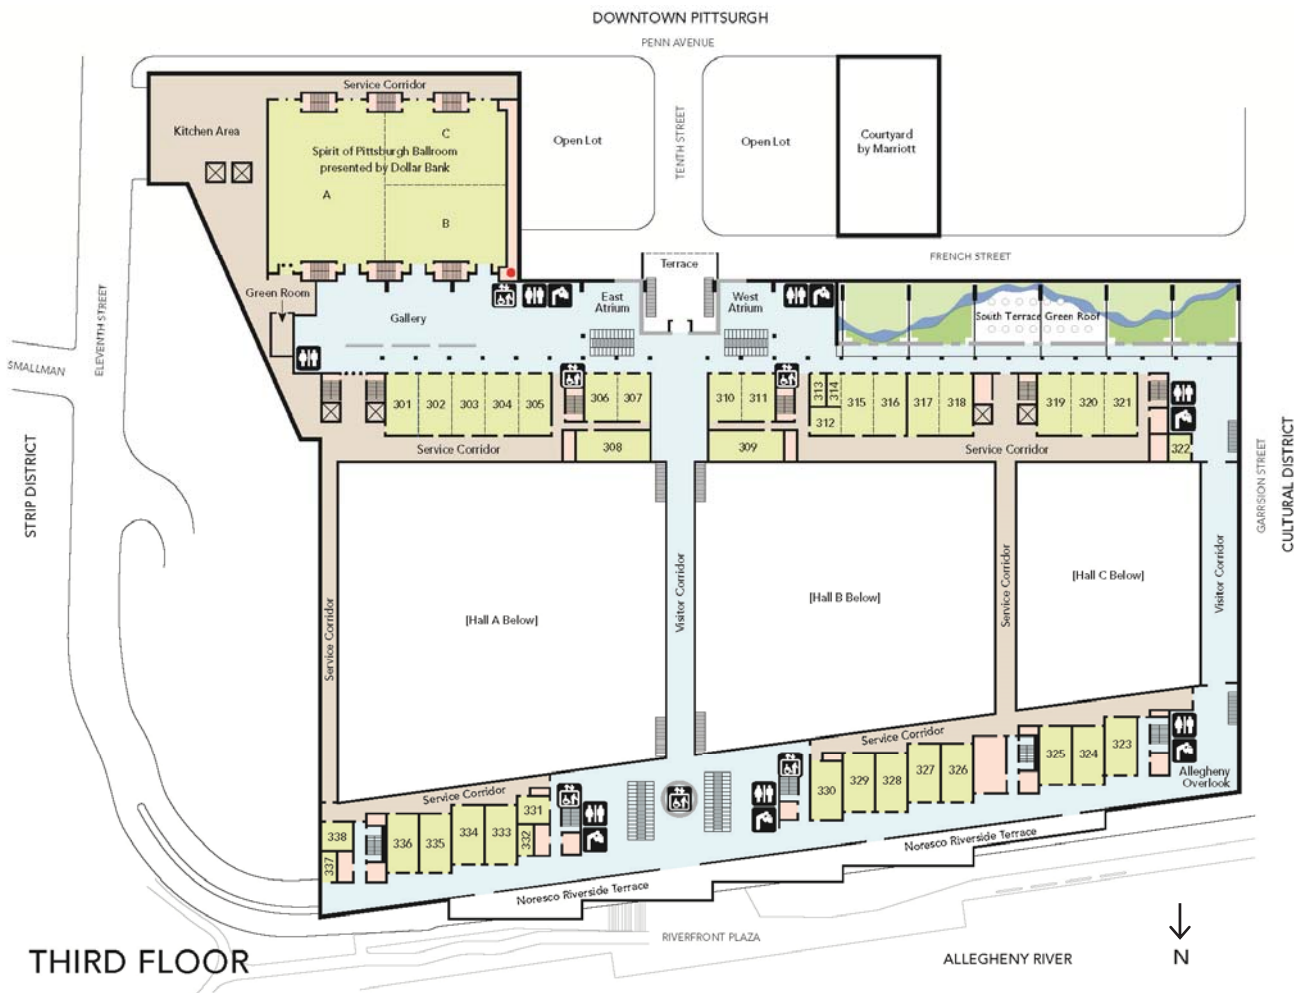 DOWNTOWN PITTSURGH
PENN AVENUE
Service Corridor
Kitchen Area
C
Spirit of Pittsburgh Ballroom
presented by Dollar Bank
A
B
Open Lot
TENTH STREET
Open Lot
Courtyard
by Marriott
FRENCH STREET
Terrace
Green Room
Gallery
East
Atrium
West
Atrium
South Terrace Green Roof
ELEVENTH STREET
SMALLMAN
STRIP DISTRICT
301
302
303
304
305
306
307
308
310
311
309
313
314
312
315
316
317
318
319
320
321
322
Service Corridor
Service Corridor
GARRISION STREET
CULTURAL DISTRICT
[Hall A Below]
Visitor Corridor
[Hall B Below]
Service Corridor
[Hall C Below]
Visitor Corridor
Service Corridor
Service Corridor
Service Corridor
338
337
336
335
334
333
331
332
330
329
328
327
326
325
324
323
Allegheny
Overlook
Noresco Riverside Terrace
Noresco Riverside Terrace
RIVERFRONT PLAZA
ALLEGHENY RIVER
N
THIRD FLOOR